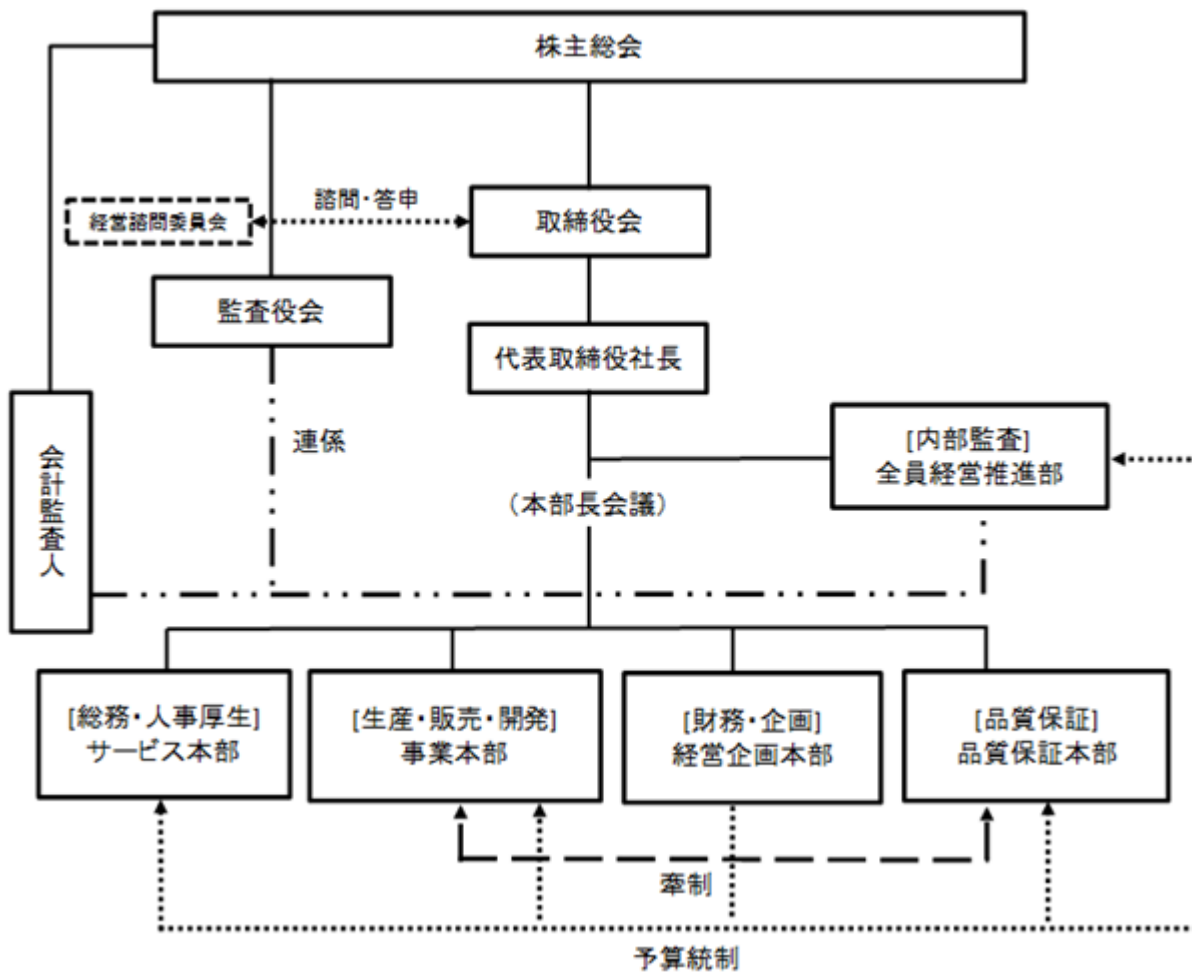 株主総会
諮問・答申
経営諮問委員会
取締役会
監査役会
代表取締役社長
会計監査人
連係
[内部監査]
全員経営推進部
（本部長会議）
[総務・人事厚生]
サービス本部
[生産・販売・開発]
事業本部
[財務・企画]
経営企画本部
[品質保証]
品質保証本部
牽制
予算統制